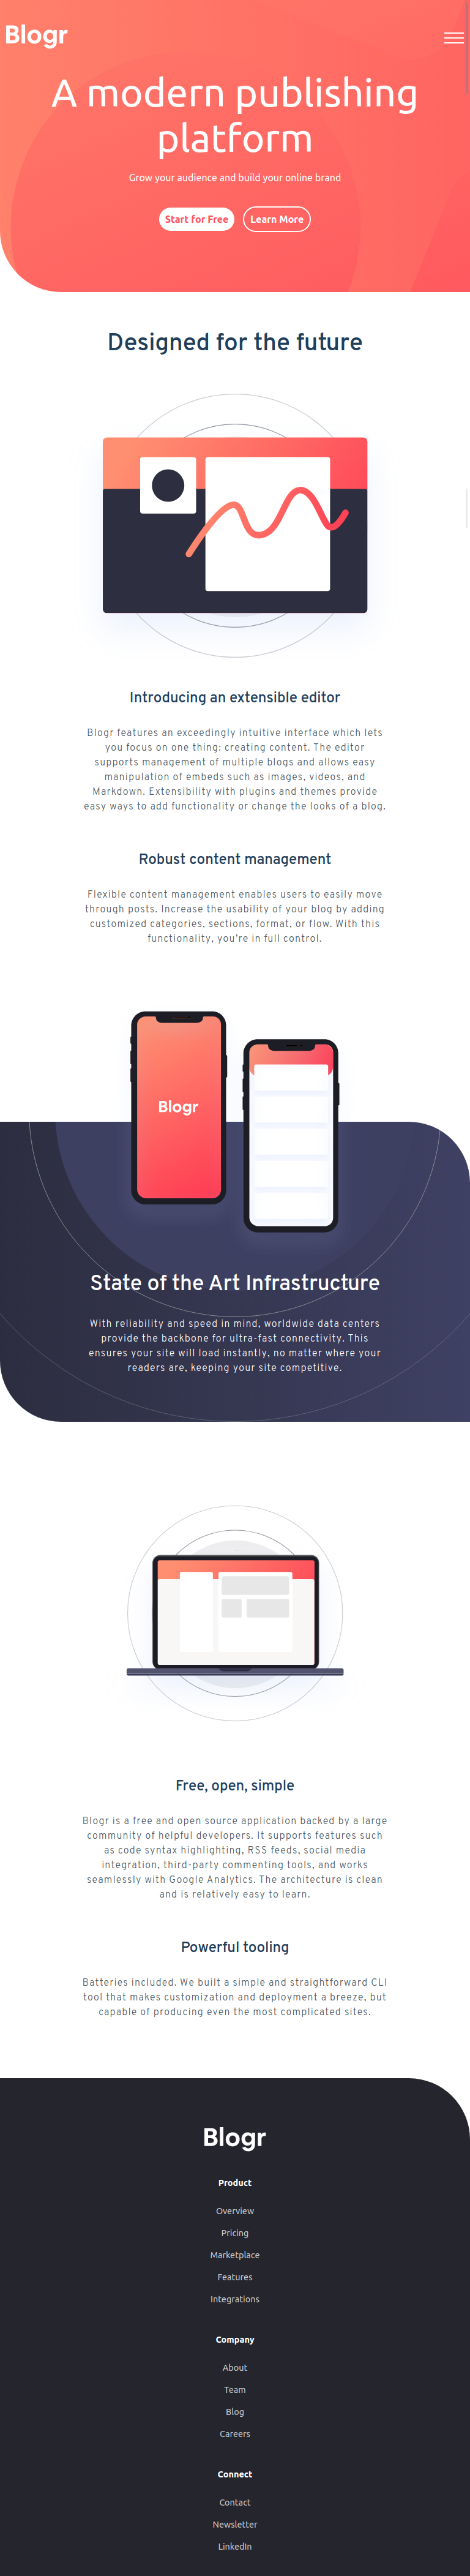 Blogr
A modern publishing
platform
Grow your audience and build your online brand
Start for Free
Learn More
Designed for the future
Introducing an extensible editor
Blogr features an exceedingly intuitive interface which lets
you focus on one thing: creating content. The editor
supports management of multiple blogs and allows easy
manipulation of embeds such as images, videos, and
Markdown. Extensibility with plugins and themes provide
easy ways to add functionality or change the looks of a blog.
Robust content management
Flexible content management enables users to easily move
through posts. Increase the usability of your blog by adding
customized categories, sections, format, or flow. With this
functionality, you're in full control.
Blogr
State of the Art Infrastructure
With reliability and speed in mind, worldwide data centers
provide the backbone for ultra-fast connectivity. This
ensures your site will load instantly, no matter where your
readers are, keeping your site competitive.
Free, open, simple
Blogr is a free and open source application backed by a large
community of helpful developers. It supports features such
as code syntax highlighting, RSS feeds, social media
integration, third-party commenting tools, and works
seamlessly with Google Analytics. The architecture is clean
and is relatively easy to learn.
Powerful tooling
Batteries included. We built a simple and straightforward CLI
tool that makes customization and deployment a breeze, but
capable of producing even the most complicated sites.
Blogr
Product
Overview
Pricing
Marketplace
Features
Integrations
Company
About
Team
Blog
Careers
Connect
Contact
Newsletter
LinkedIn